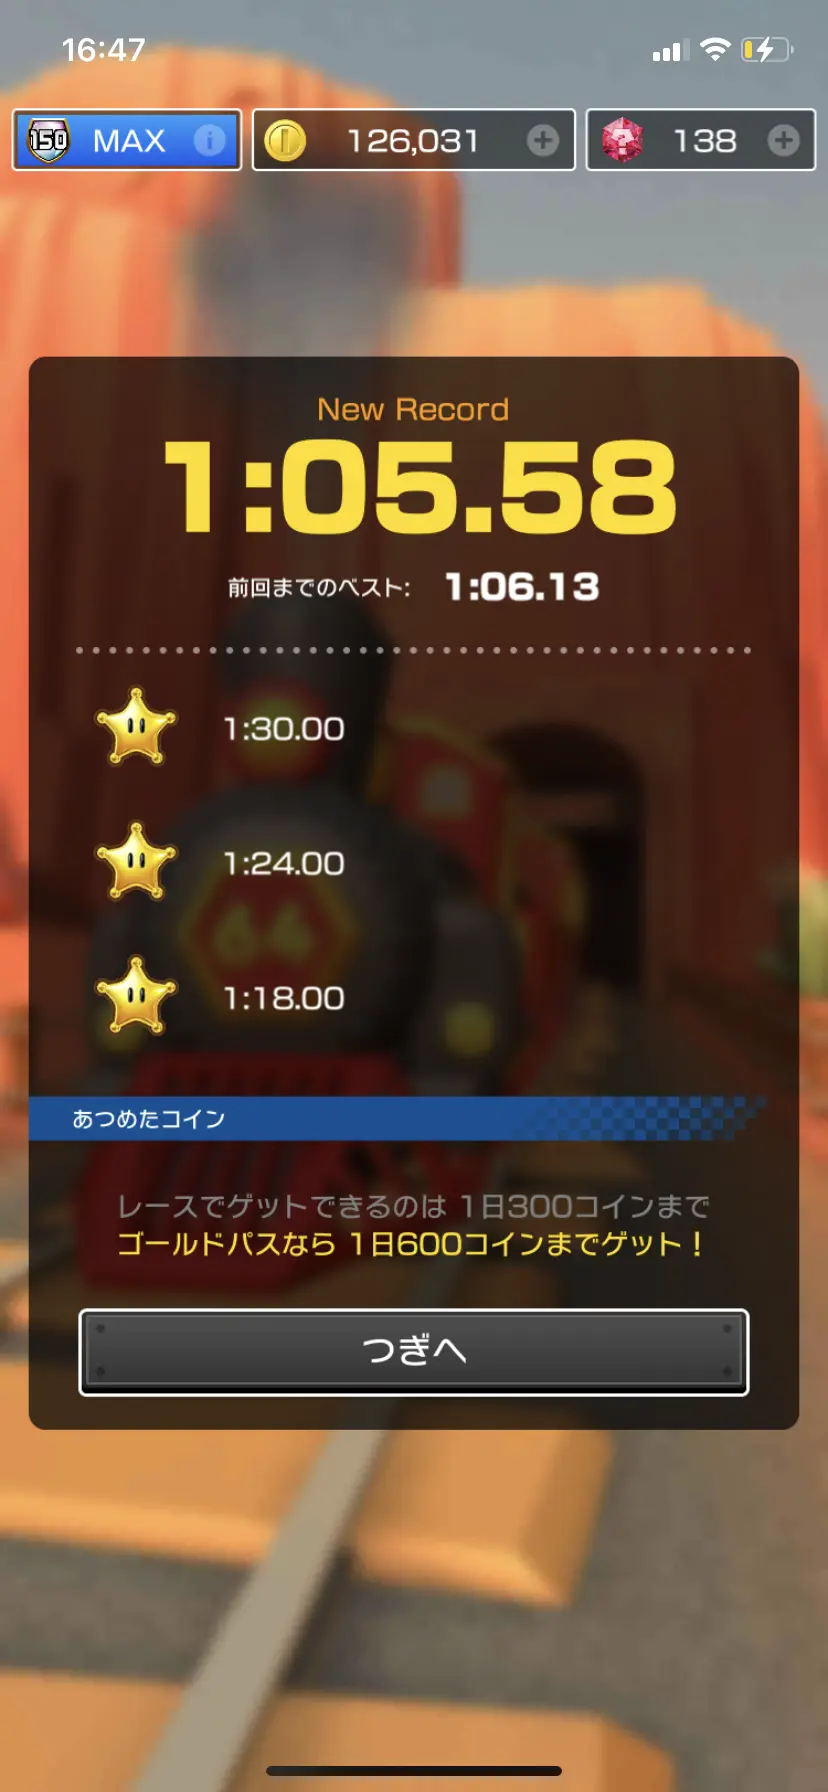 16:47
150 MAX 126,031 138
New Record
1:05.58
前回までのベスト: 1:06.13
1:30.00
1:24.00
64
1:18.00
あつめたコイン
レースでゲットできるのは 1日300コインまで
ゴールドパスなら 1日600コインまでゲット！
つぎへ